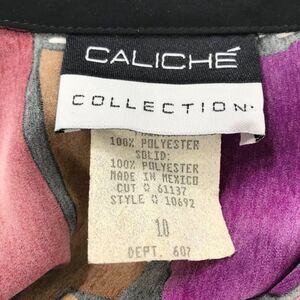 CALICHÉ
COLLECTION
100% POLYESTER
SOLID:
100% POLYESTER
MADE IN MEXICO
CUT # 61137
STYLE # 10692
10
DEPT. 607